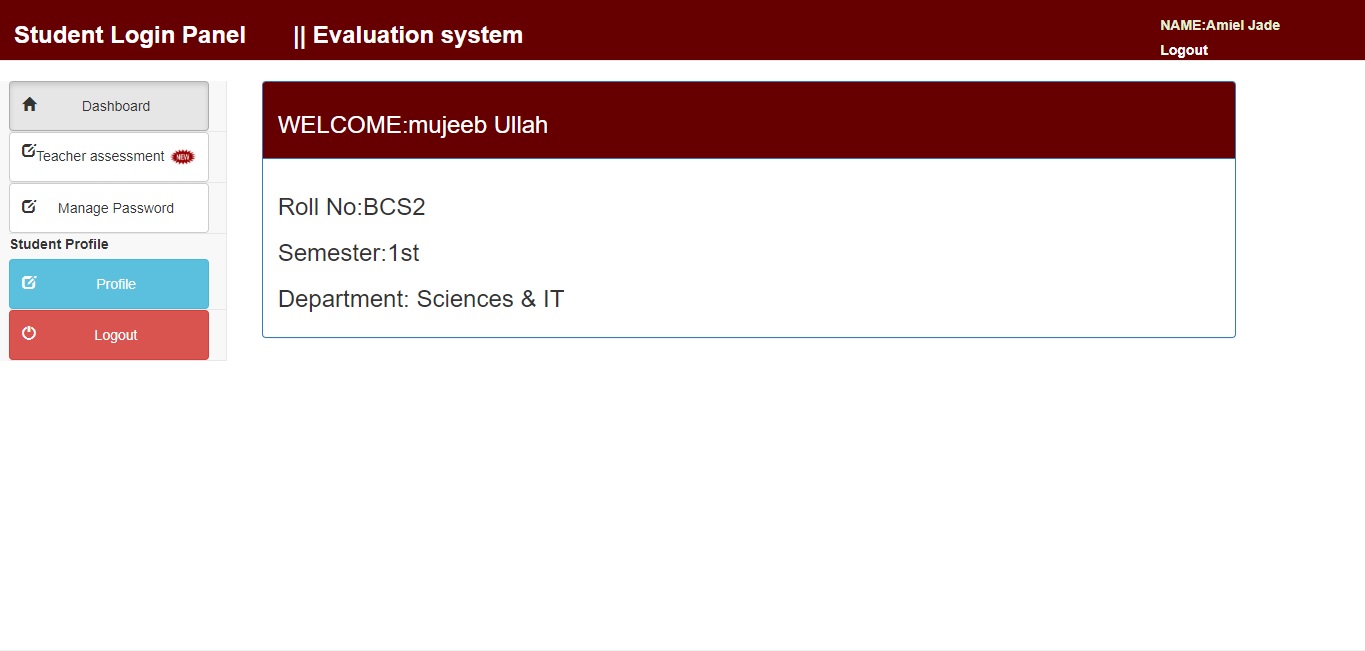 Student Login Panel || Evaluation system
NAME:Amiel Jade
Logout
Dashboard
Teacher assessment NEW
Manage Password
Student Profile
Profile
Logout
WELCOME:mujeeb Ullah
Roll No:BCS2
Semester:1st
Department: Sciences & IT